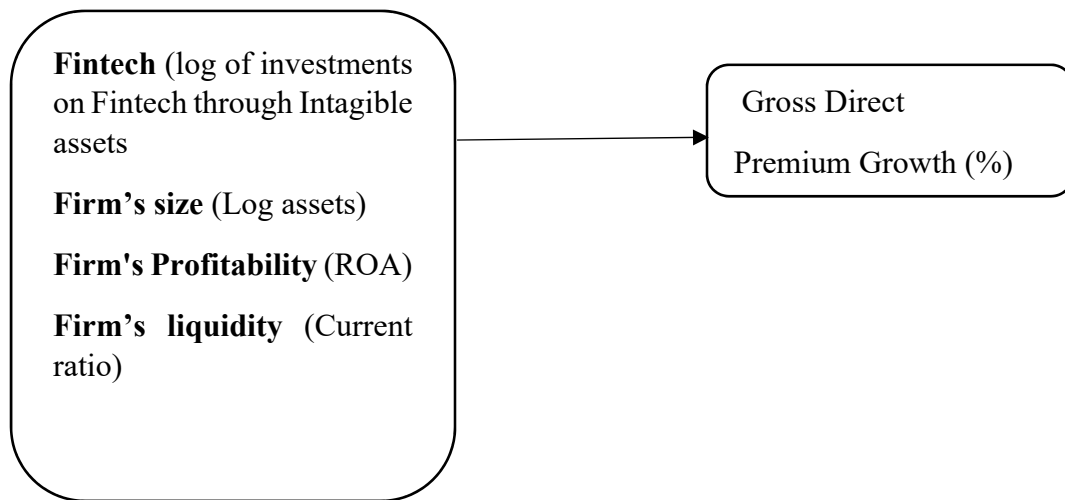 Fintech (log of investments
on Fintech through Intagible
assets
Firm’s size (Log assets)
Firm's Profitability (ROA)
Firm’s liquidity (Current
ratio)
Gross Direct
Premium Growth (%)